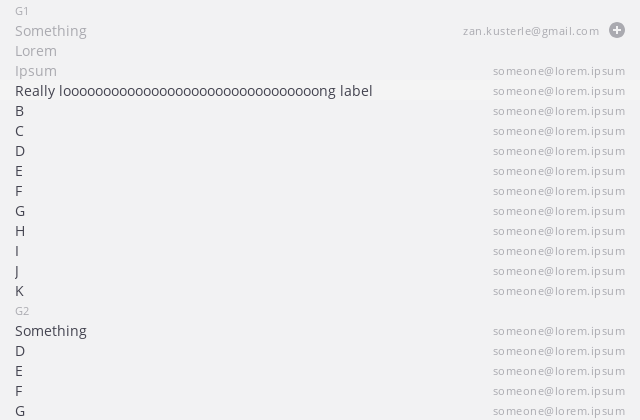 G1
Something zan.kusterle@gmail.com
Lorem
Ipsum someone@lorem.ipsum
Really looooooooooooooooooooooooooooooooong label someone@lorem.ipsum
B someone@lorem.ipsum
C someone@lorem.ipsum
D someone@lorem.ipsum
E someone@lorem.ipsum
F someone@lorem.ipsum
G someone@lorem.ipsum
H someone@lorem.ipsum
I someone@lorem.ipsum
J someone@lorem.ipsum
K someone@lorem.ipsum
G2
Something someone@lorem.ipsum
D someone@lorem.ipsum
E someone@lorem.ipsum
F someone@lorem.ipsum
G someone@lorem.ipsum